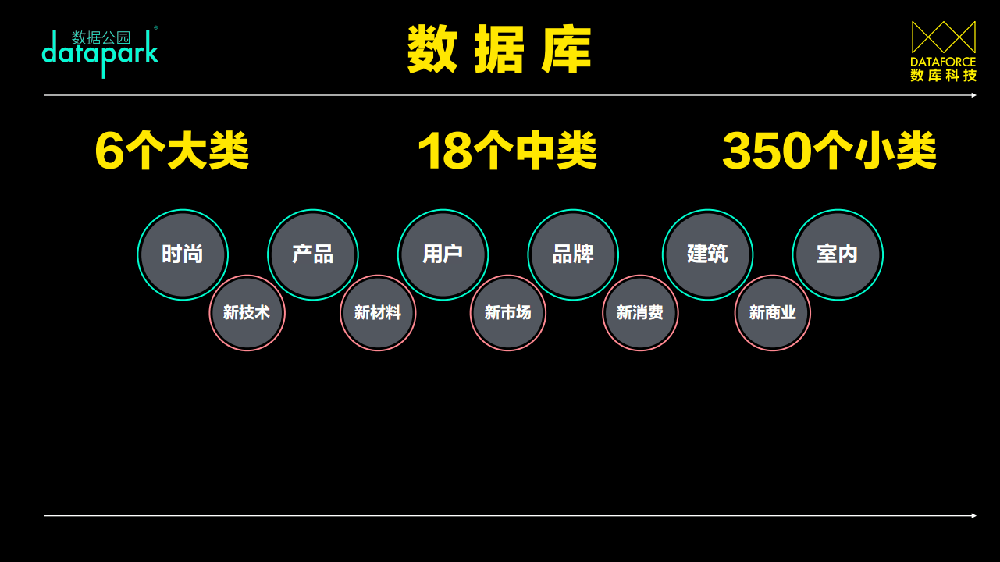 数据公园®
datapark
数据库
DATAFORCE
数库科技
6个大类
18个中类
350个小类
时尚
产品
用户
品牌
建筑
室内
新技术
新材料
新市场
新消费
新商业